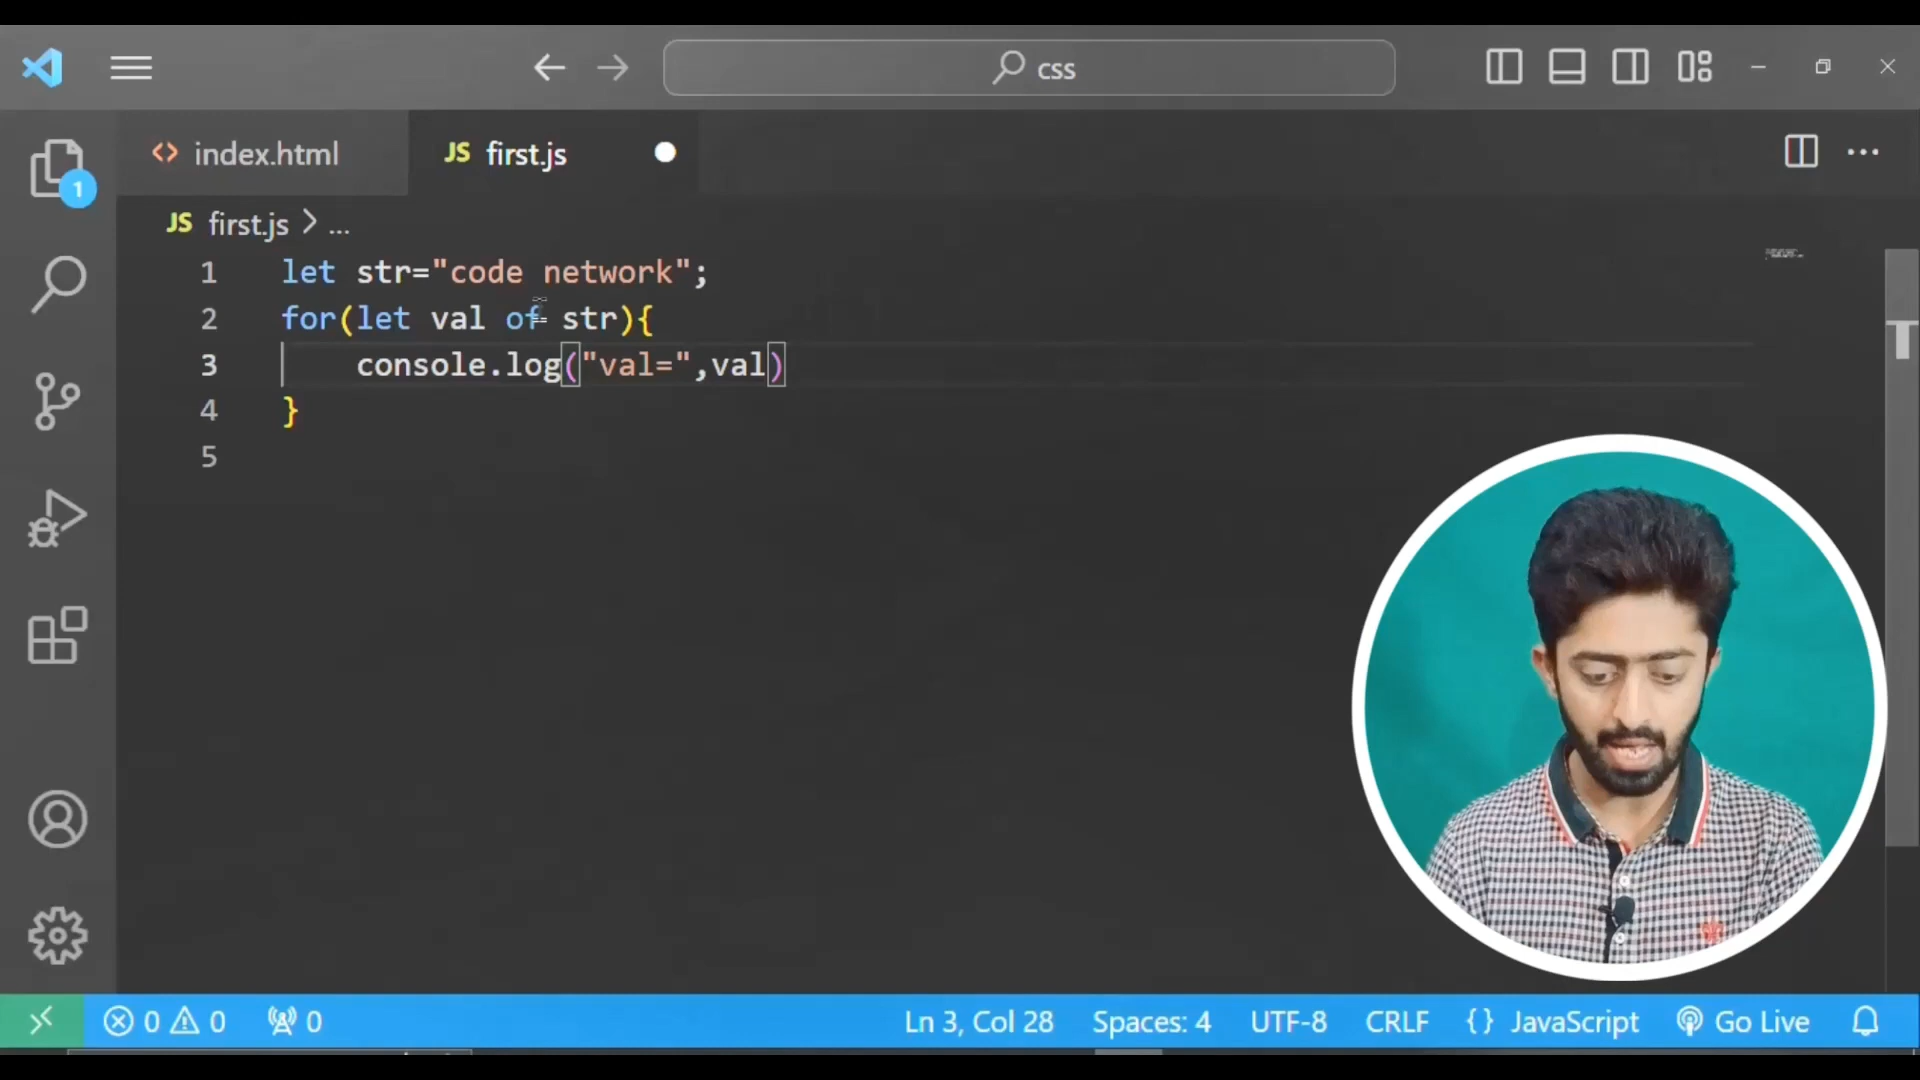 css
index.html
JS first.js
1
JS first.js > ...
1 let str="code network";
2 for(let val of str){
3 console.log("val=",val)
4 }
5
0 0 0 Ln 3, Col 28 Spaces: 4 UTF-8 CRLF {} JavaScript Go Live